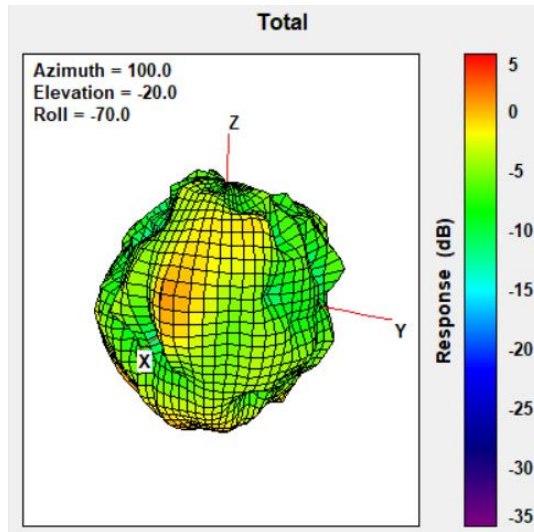 Total
Azimuth = 100.0
Elevation = -20.0
Roll = -70.0
Z
Y
X
5
0
-5
-10
-15
-20
-25
-30
-35
Response (dB)